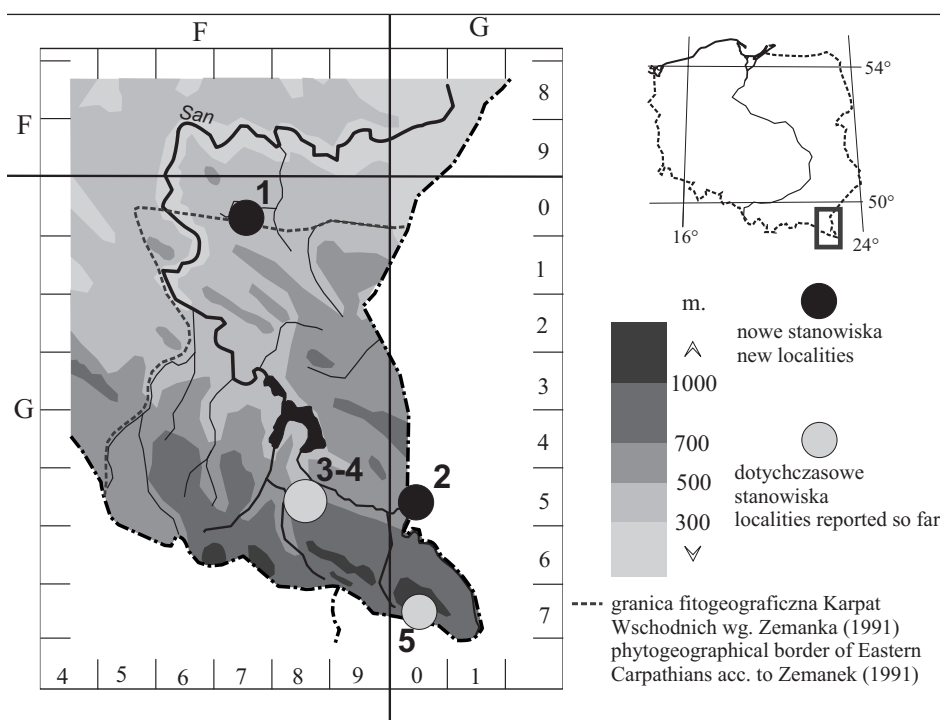 F
G
San
F
8
9
1
0
1
2
3
G
4
3-4
2
5
6
7
5
4
5
6
7
8
9
0
1
54°
50°
16°
24°
m.
1000
700
500
300
nowe stanowiska
new localities
dotychczasowe
stanowiska
localities reported so far
granica fitogeograficzna Karpat
Wschodnich wg. Zemanka (1991)
phytogeographical border of Eastern
Carpathians acc. to Zemanek (1991)